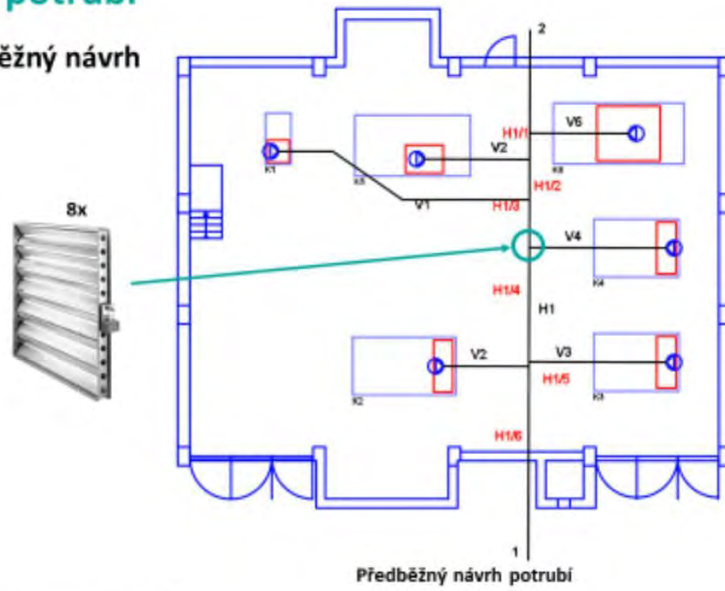 potrubí
ěžný návrh
2
H1/1
V6
V2
K1
K5
K6
H1/2
V1
H1/3
8x
V4
K4
H1/4
H1
V2
V3
K2
H1/5
K3
H1/6
1
Předběžný návrh potrubí